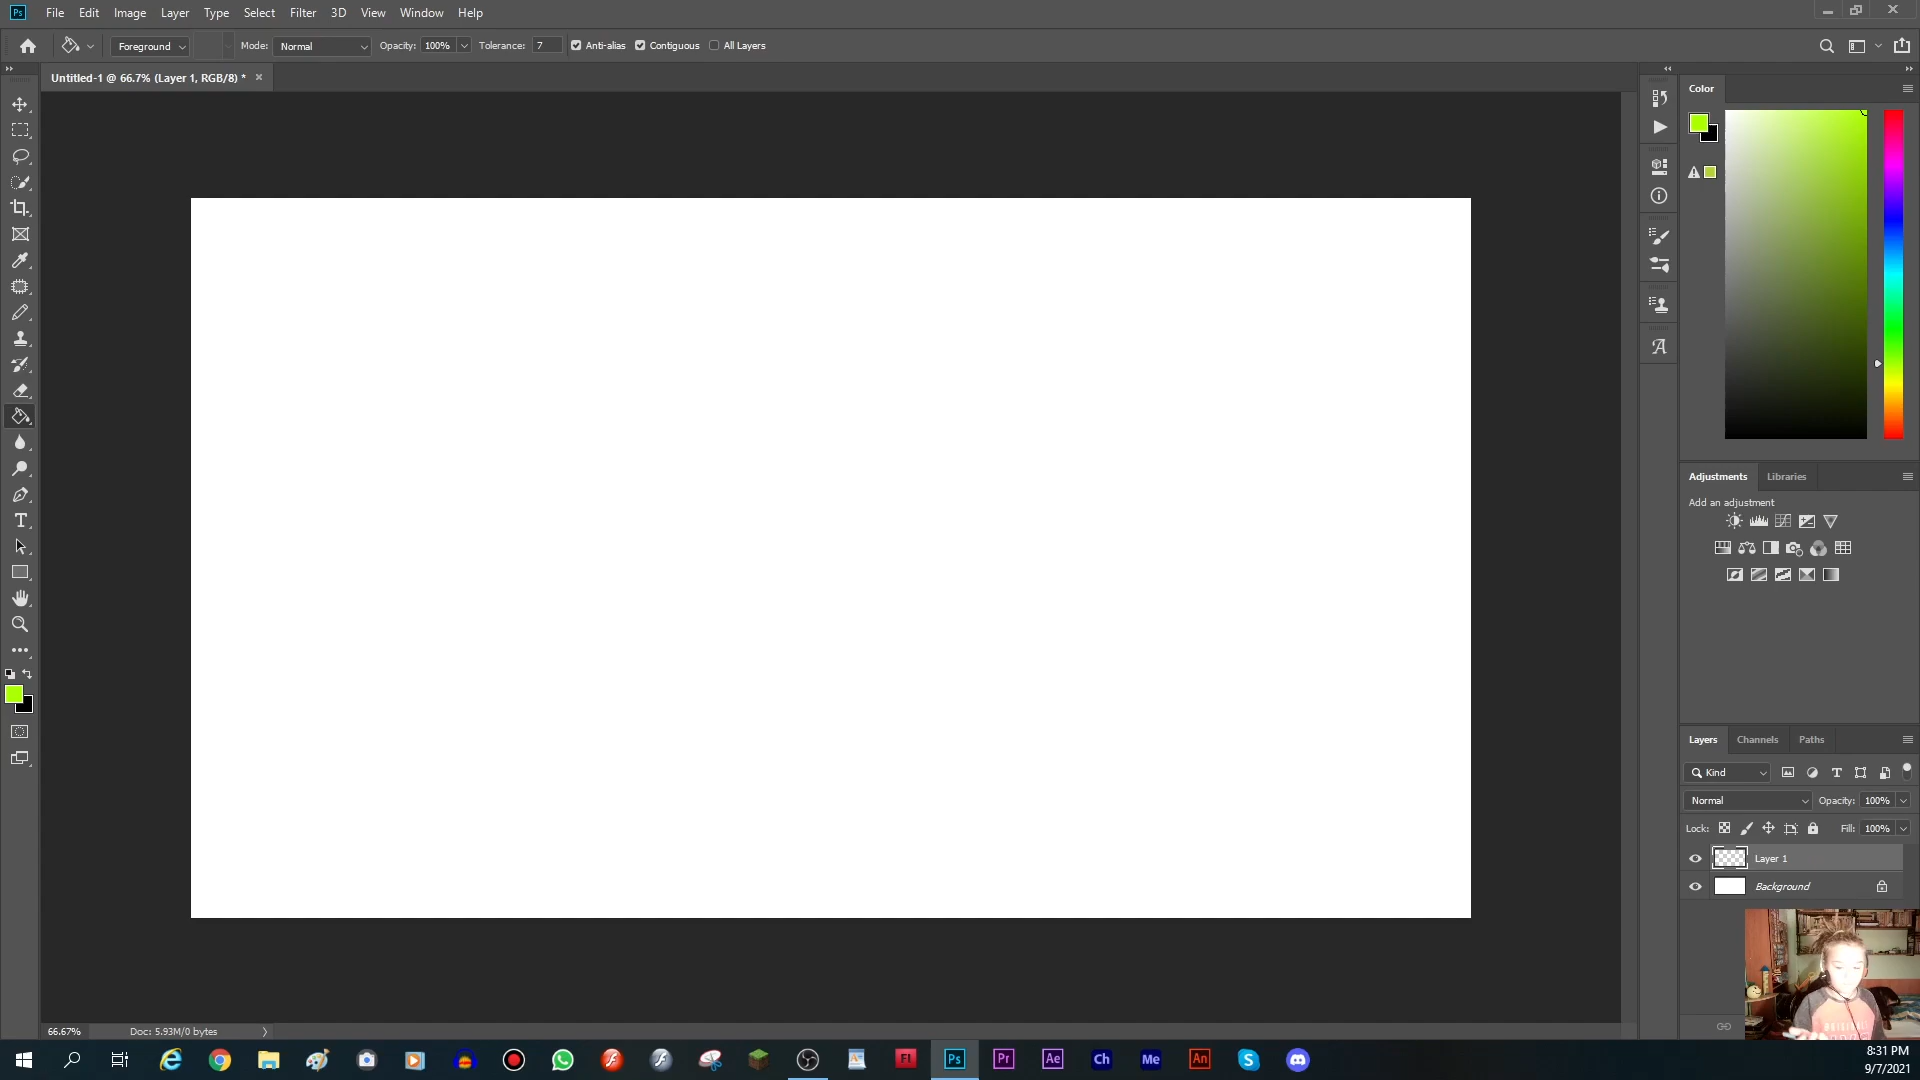 Ps File Edit Image Layer Type Select Filter 3D View Window Help
Foreground Mode: Normal Opacity: 100% Tolerance: 7 Anti-alias Contiguous All Layers
Untitled-1 @ 66.7% (Layer 1, RGB/8) *
Color
Adjustments Libraries
Add an adjustment
Layers Channels Paths
Kind
Normal Opacity: 100%
Lock: Fill: 100%
Layer 1
Background
66.67% Doc: 5.93M/0 bytes
Fl Ps Pr Ae Ch Me An
8:31 PM
9/7/2021